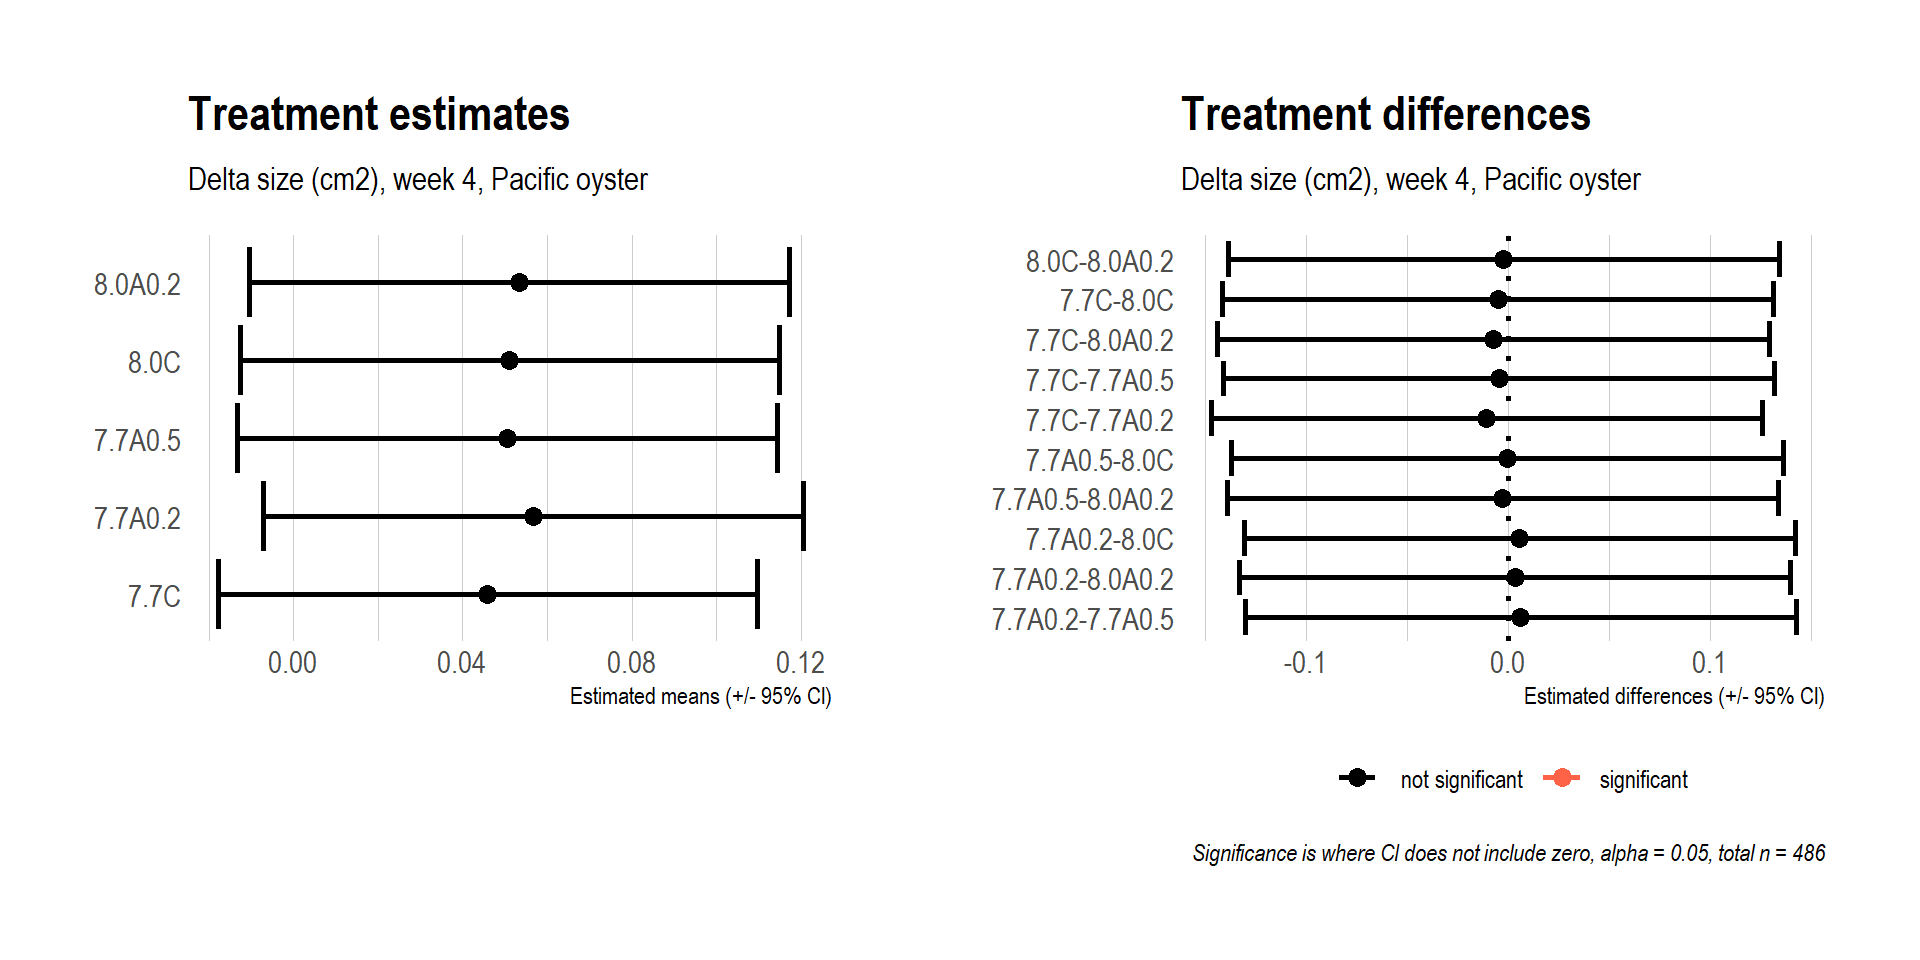 Treatment estimates
Delta size (cm2), week 4, Pacific oyster
8.0A0.2
8.0C
7.7A0.5
7.7A0.2
7.7C
0.00 0.04 0.08 0.12
Estimated means (+/- 95% CI)
Treatment differences
Delta size (cm2), week 4, Pacific oyster
8.0C-8.0A0.2
7.7C-8.0C
7.7C-8.0A0.2
7.7C-7.7A0.5
7.7C-7.7A0.2
7.7A0.5-8.0C
7.7A0.5-8.0A0.2
7.7A0.2-8.0C
7.7A0.2-8.0A0.2
7.7A0.2-7.7A0.5
-0.1 0.0 0.1
Estimated differences (+/- 95% CI)
not significant significant
Significance is where CI does not include zero, alpha = 0.05, total n = 486